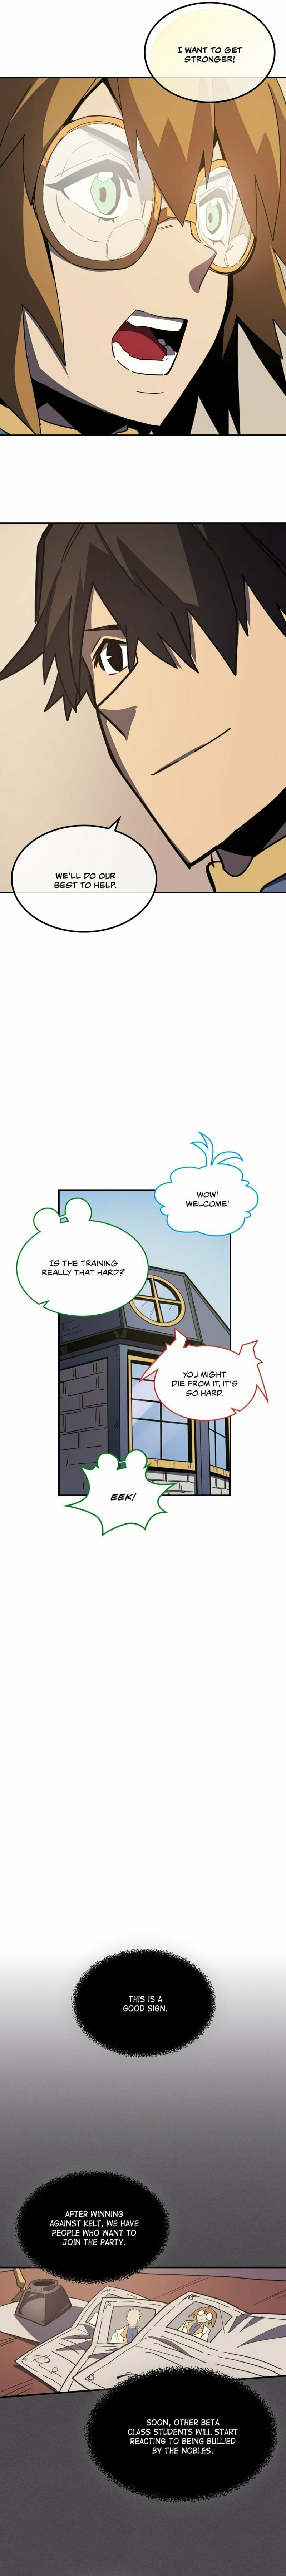 I WANT TO GET
STRONGER!
WE'LL DO OUR
BEST TO HELP.
WOW!
WELCOME!
IS THE TRAINING
REALLY THAT HARD?
YOU MIGHT
DIE FROM IT, IT'S
SO HARD.
EEK!
THIS IS A
GOOD SIGN.
AFTER WINNING
AGAINST KELT, WE HAVE
PEOPLE WHO WANT TO
JOIN THE PARTY.
SOON, OTHER BETA
CLASS STUDENTS WILL START
REACTING TO BEING BULLIED
BY THE NOBLES.